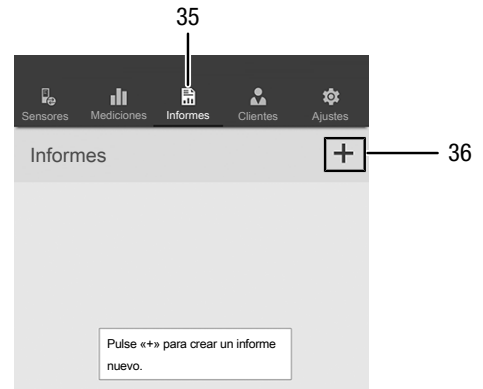 35
Sensores Mediciones Informes Clientes Ajustes
Informes +
36
Pulse «+» para crear un informe
nuevo.